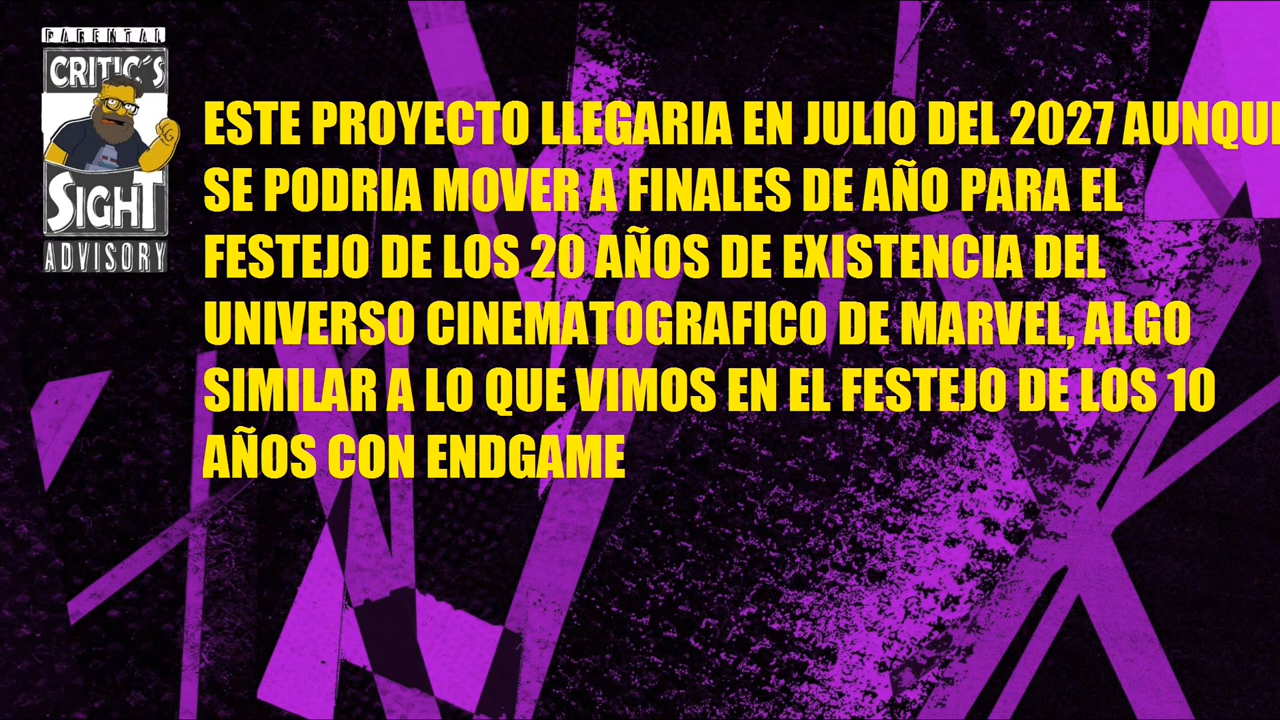 PARENTAL
CRITIC´S
SIGHT
ADVISORY
ESTE PROYECTO LLEGARIA EN JULIO DEL 2027 AUNQUE
SE PODRIA MOVER A FINALES DE AÑO PARA EL
FESTEJO DE LOS 20 AÑOS DE EXISTENCIA DEL
UNIVERSO CINEMATOGRAFICO DE MARVEL, ALGO
SIMILAR A LO QUE VIMOS EN EL FESTEJO DE LOS 10
AÑOS CON ENDGAME